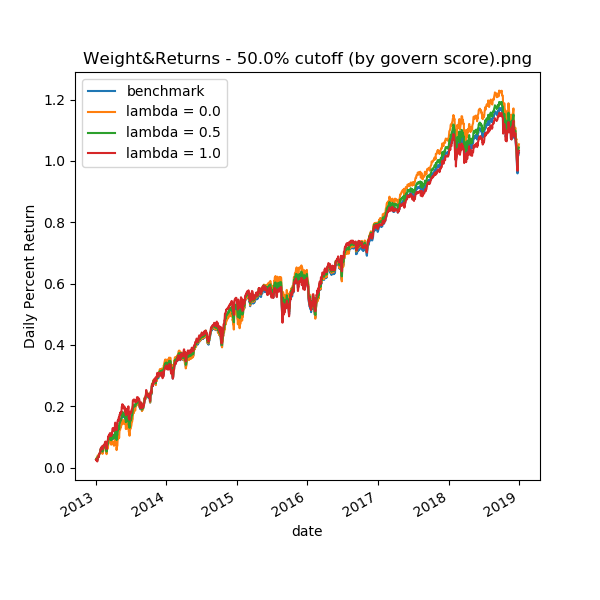 Weight&Returns - 50.0% cutoff (by govern score).png
benchmark
lambda = 0.0
lambda = 0.5
lambda = 1.0
Daily Percent Return
1.2
1.0
0.8
0.6
0.4
0.2
0.0
2013
2014
2015
2016
2017
2018
2019
date